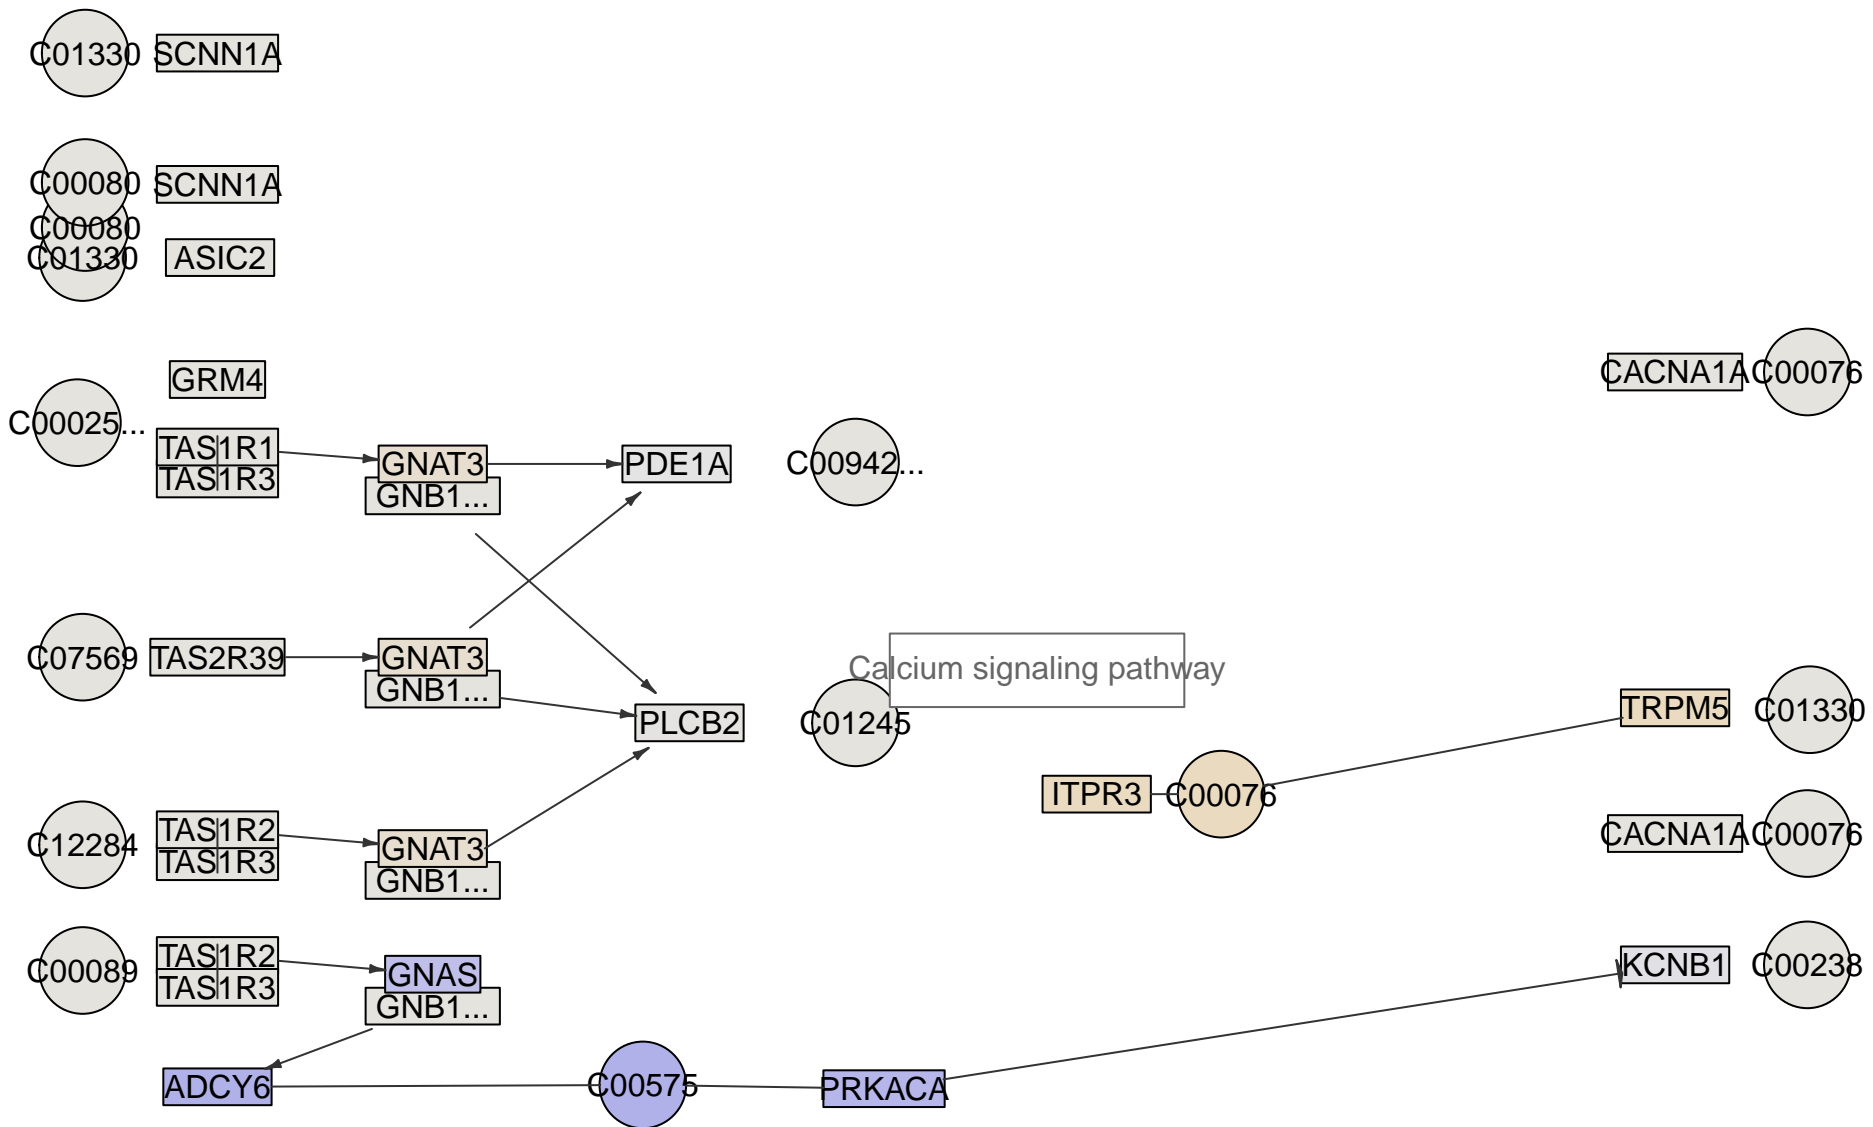 C01330 SCNN1A
C00080 SCNN1A
C00080
C01330 ASIC2
GRM4
CACNA1A C00076
C00025...
TAS1R1
TAS1R3
GNAT3
GNB1...
PDE1A
C00942...
C07569 TAS2R39
GNAT3
GNB1...
Calcium signaling pathway
PLCB2
C01245
TRPM5 C01330
ITPR3 C00076
C12284
TAS1R2
TAS1R3
GNAT3
GNB1...
CACNA1A C00076
C00089
TAS1R2
TAS1R3
GNAS
GNB1...
KCNB1 C00238
ADCY6
C00575
PRKACA